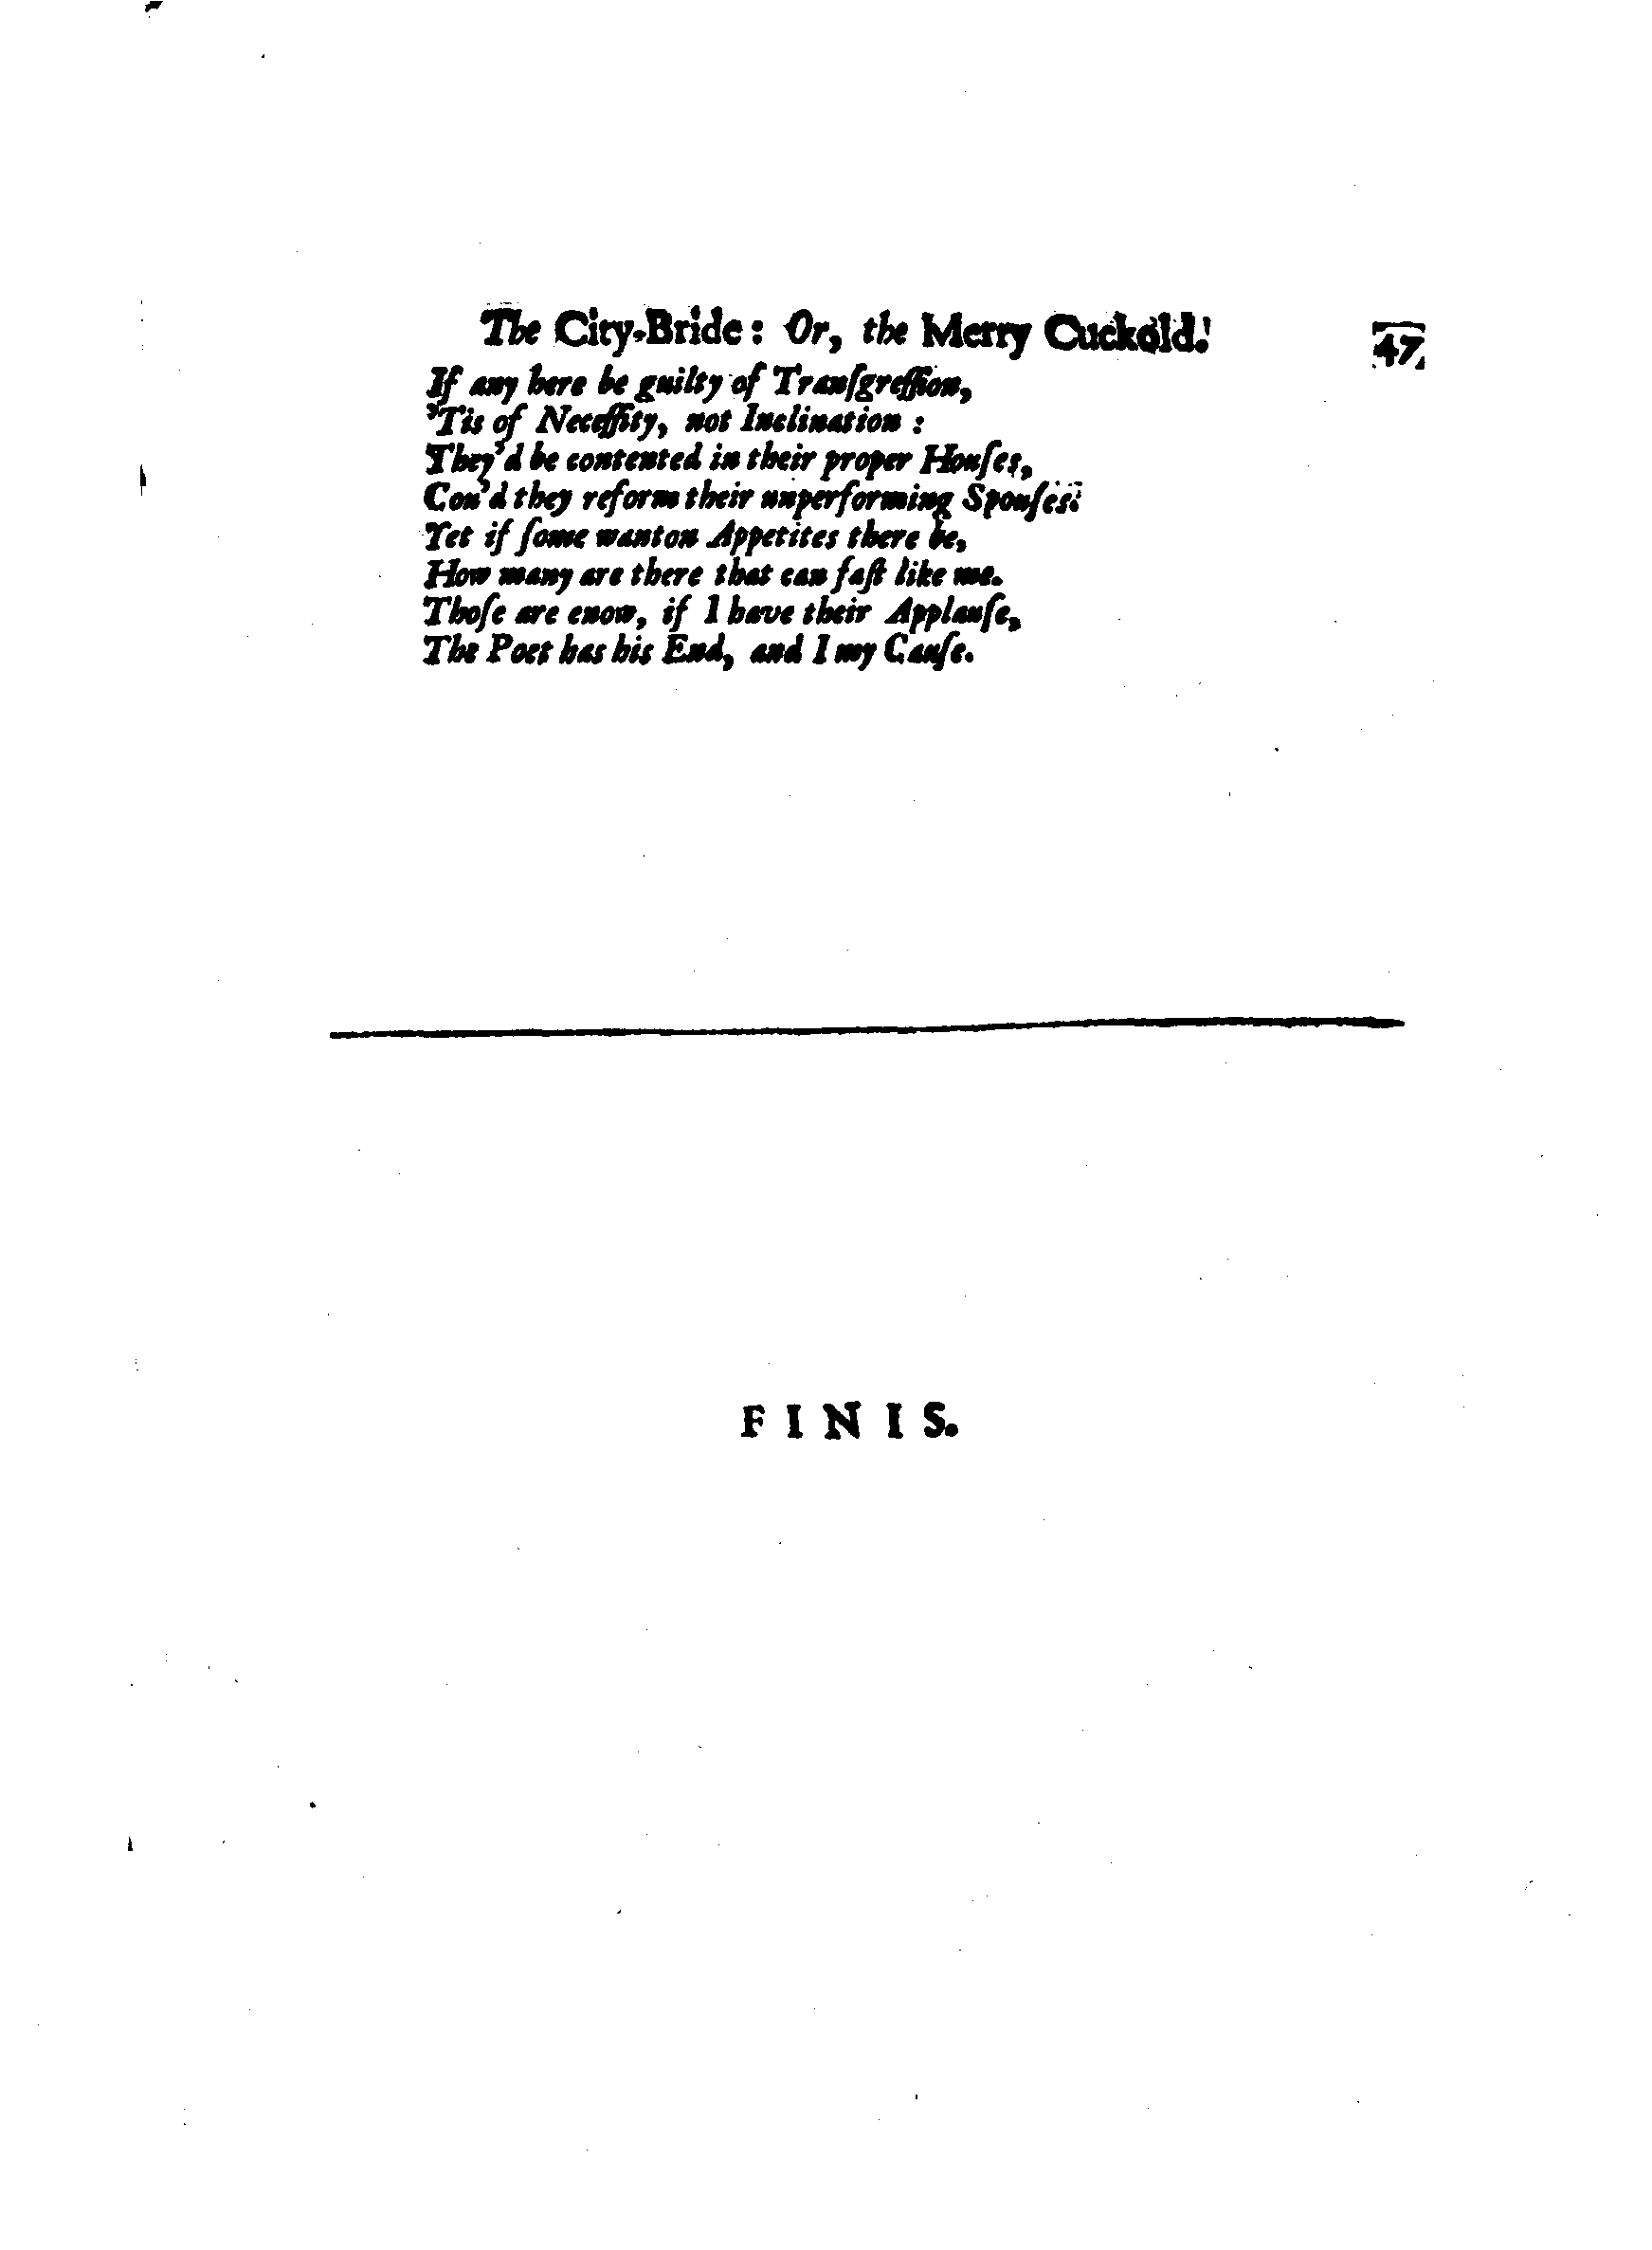 The City-Bride: Or, the Merry Cuckold. 47
If any here be guilty of Tranſgreſſion,
'Tis of Neceſſity, not Inclination :
They'd be contented in their proper Houſes,
Cou'd they reform their unperforming Spouſes.
Yet if ſome wanton Appetites there be,
How many are there that can faſt like me.
Thoſe are enow, if I have their Applauſe,
The Poet has his End, and I my Cauſe.
FINIS.